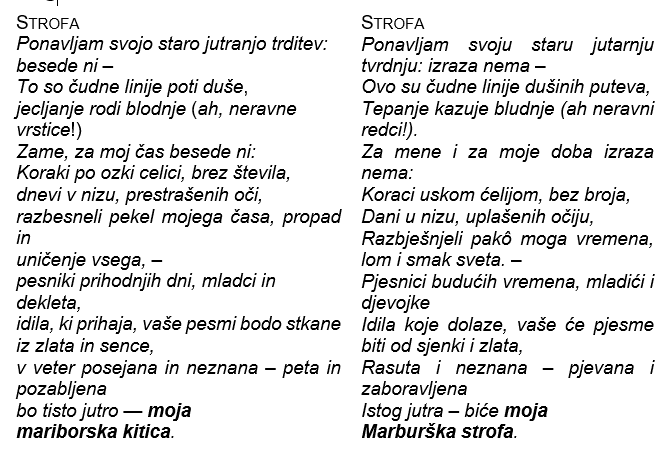 STROFA
Ponavljam svojo staro jutranjo trditev:
besede ni –
To so čudne linije poti duše,
jecljanje rodi blodnje (ah, neravne
vrstice!)
Zame, za moj čas besede ni:
Koraki po ozki celici, brez števila,
dnevi v nizu, prestrašenih oči,
razbesneli pekel mojega časa, propad
in
uničenje vsega, –
pesniki prihodnjih dni, mladci in
dekleta,
idila, ki prihaja, vaše pesmi bodo stkane
iz zlata in sence,
v veter posejana in neznana – peta in
pozabljena
bo tisto jutro — moja
mariborska kitica.
STROFA
Ponavljam svoju staru jutarnju
tvrdnju: izraza nema –
Ovo su čudne linije dušinih puteva,
Tepanje kazuje bludnje (ah neravni
redci!).
Za mene i za moje doba izraza
nema:
Koraci uskom ćelijom, bez broja,
Dani u nizu, uplašenih očiju,
Razbješnjeli pakô moga vremena,
lom i smak sveta. –
Pjesnici budućih vremena, mladići i
djevojke
Idila koje dolaze, vaše će pjesme
biti od sjenki i zlata,
Rasuta i neznana – pjevana i
zaboravljena
Istog jutra – biće moja
Marburška strofa.